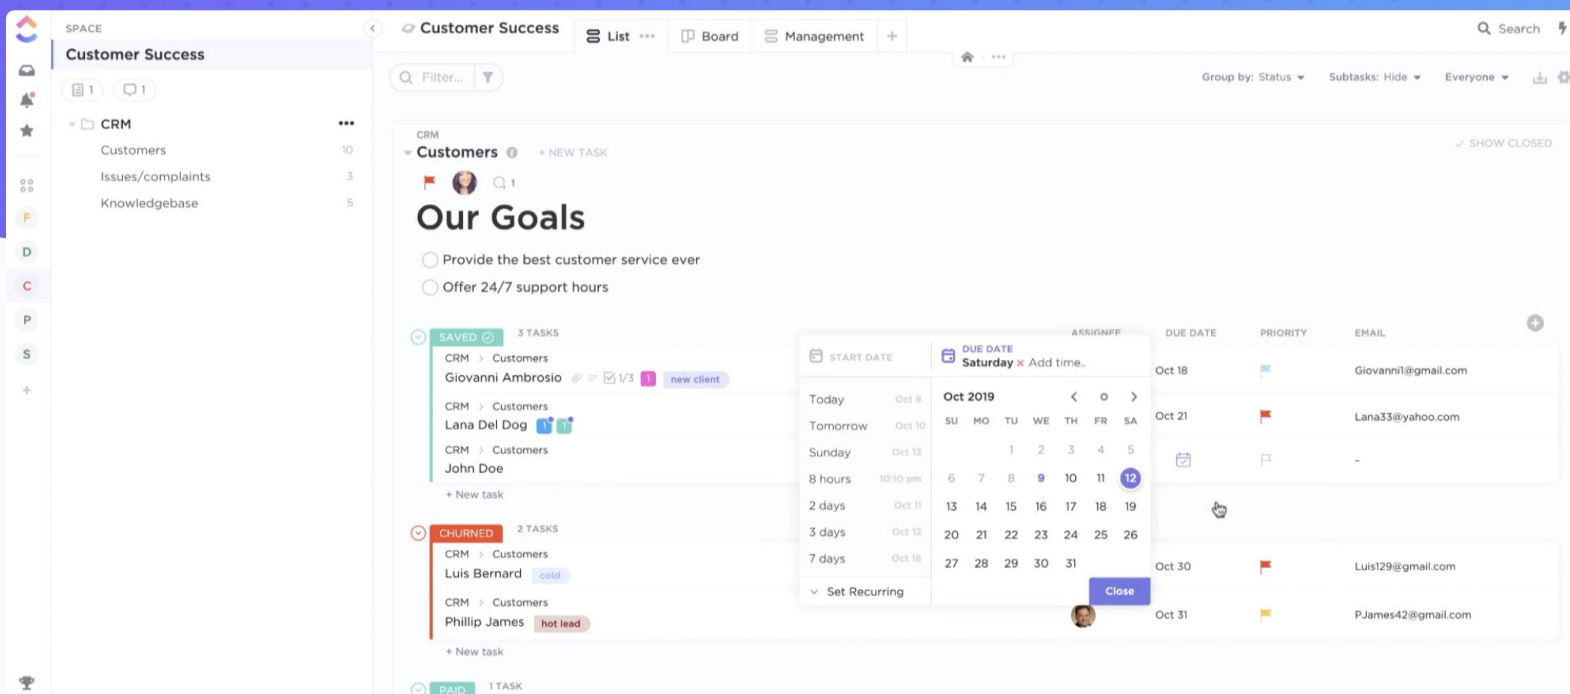 SPACE
Customer Success
1
1
CRM
Customers 10
Issues/complaints 3
Knowledgebase 5
F
D
C
P
S
+
Customer Success
List
Board
Management
+
Search
Filter...
Group by: Status
Subtasks: Hide
Everyone
CRM
Customers
+ NEW TASK
SHOW CLOSED
1
Our Goals
Provide the best customer service ever
Offer 24/7 support hours
SAVED 3 TASKS
ASSIGNEE DUE DATE PRIORITY EMAIL
CRM > Customers
Giovanni Ambrosio 1/3 1 new client
Oct 18 Giovanni1@gmail.com
CRM > Customers
Lana Del Dog 1 1
Oct 21 Lana33@yahoo.com
CRM > Customers
John Doe
-
+ New task
START DATE
DUE DATE
Saturday × Add time..
Today Oct 9
Tomorrow Oct 10
Sunday Oct 13
8 hours 10:10 pm
2 days Oct 11
3 days Oct 12
7 days Oct 16
Set Recurring
Oct 2019
SU MO TU WE TH FR SA
1 2 3 4 5
6 7 8 9 10 11 12
13 14 15 16 17 18 19
20 21 22 23 24 25 26
27 28 29 30 31
Close
CHURNED 2 TASKS
CRM > Customers
Luis Bernard cold
Oct 30 Luis129@gmail.com
CRM > Customers
Phillip James hot lead
Oct 31 PJames42@gmail.com
+ New task
PAID 1 TASK